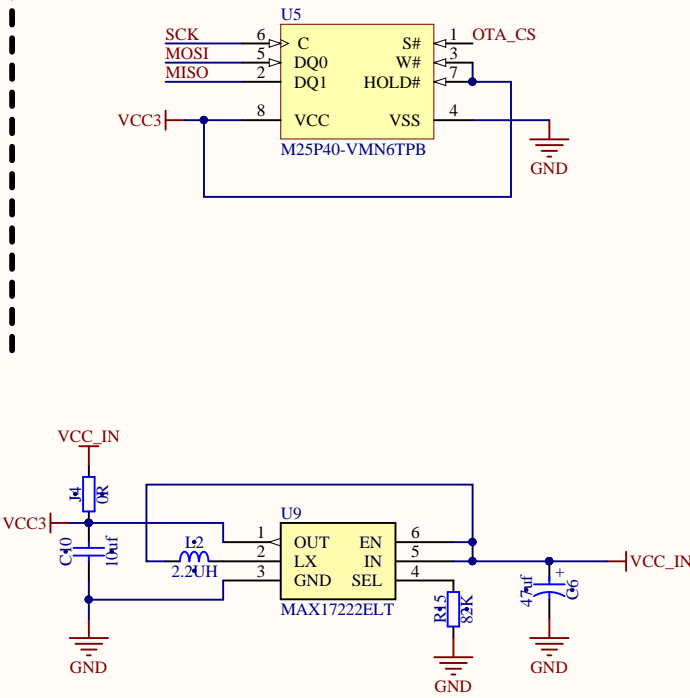 U5
SCK 6 C S# 1 OTA_CS
MOSI 5 DQ0 W# 3
MISO 2 DQ1 HOLD# 7
VCC3 8 VCC VSS 4
M25P40-VMN6TPB
GND
VCC_IN
J4 0R
VCC3
U9
C10 10uf
1 OUT EN 6
L2 2 LX IN 5 VCC_IN
2.2UH 3 GND SEL 4
MAX17222ELT
R15 82K
47uf + C6
GND
GND
GND